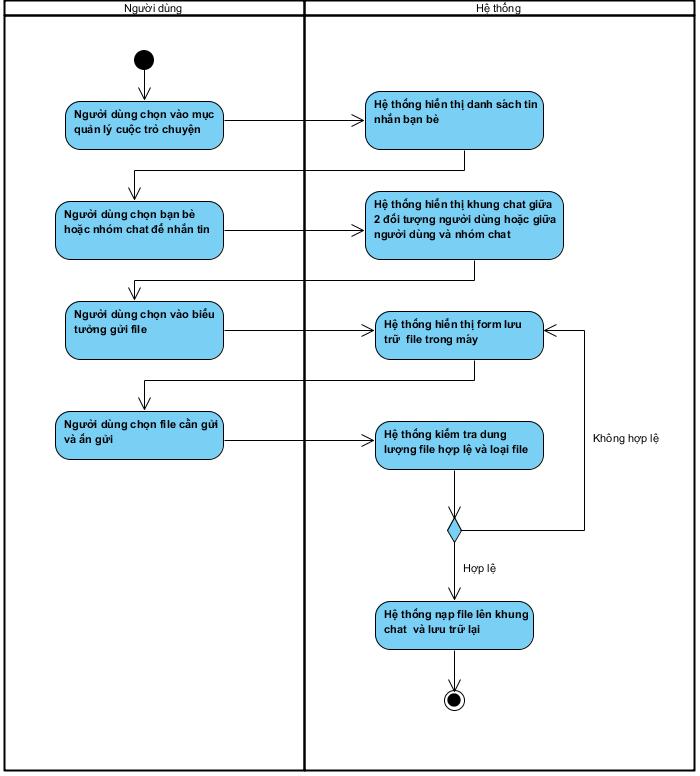 Người dùng
Hệ thống
Người dùng chọn vào mục
quản lý cuộc trò chuyện
Hệ thống hiển thị danh sách tin
nhắn bạn bè
Người dùng chọn bạn bè
hoặc nhóm chat để nhắn tin
Hệ thống hiển thị khung chat giữa
2 đối tượng người dùng hoặc giữa
người dùng và nhóm chat
Người dùng chọn vào biểu
tưởng gửi file
Hệ thống hiển thị form lưu
trữ file trong máy
Người dùng chọn file cần gửi
và ấn gửi
Hệ thống kiểm tra dung
lượng file hợp lệ và loại file
Không hợp lệ
Hợp lệ
Hệ thống nạp file lên khung
chat và lưu trữ lại